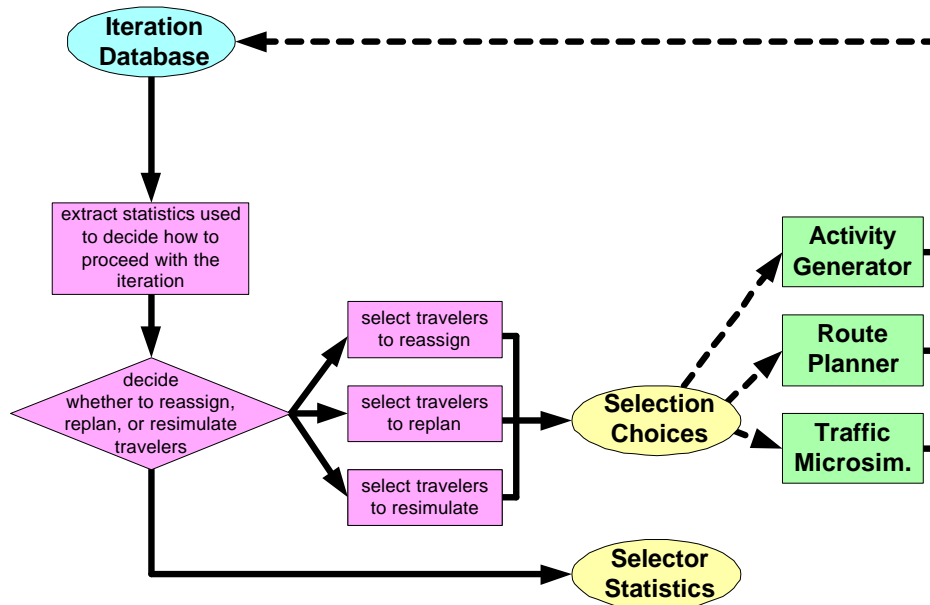 Iteration
Database
extract statistics used
to decide how to
proceed with the
iteration
decide
whether to reassign,
replan, or resimulate
travelers
select travelers
to reassign
select travelers
to replan
select travelers
to resimulate
Selection
Choices
Activity
Generator
Route
Planner
Traffic
Microsim.
Selector
Statistics